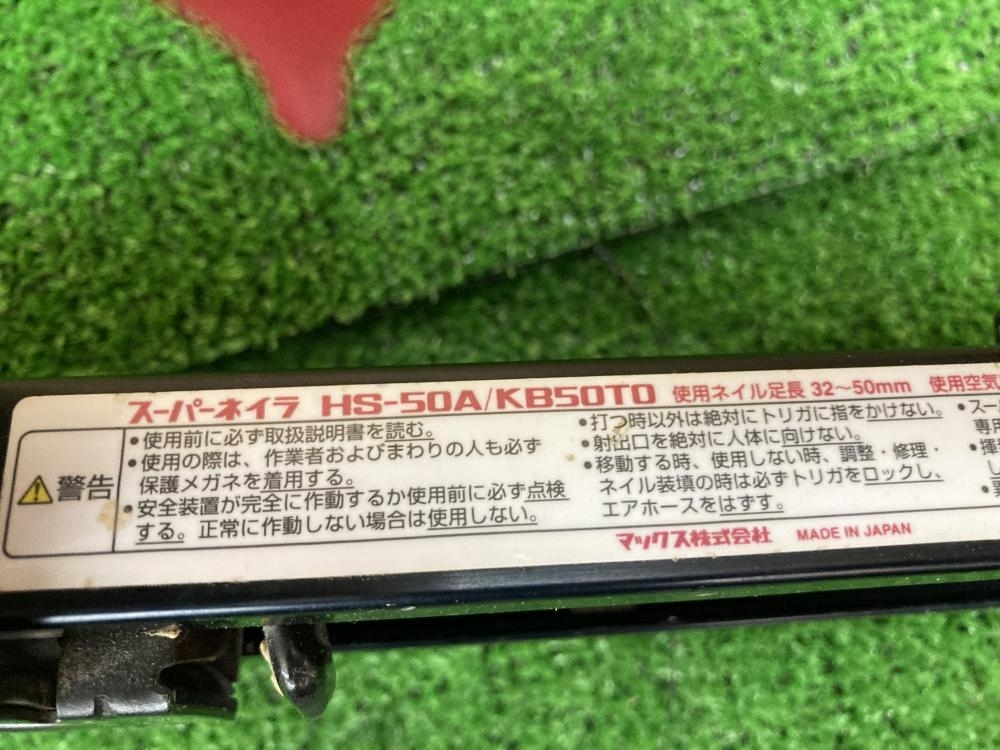 スーパーネイラ HS-50A/KB50T0 使用ネイル足長 32～50mm 使用空気
警告
•使用前に必ず取扱説明書を読む。
•使用の際は、作業者およびまわりの人も必ず
保護メガネを着用する。
•安全装置が完全に作動するか使用前に必ず点検
する。正常に作動しない場合は使用しない。
•打つ時以外は絶対にトリガに指をかけない。
•射出口を絶対に人体に向けない。
•移動する時、使用しない時、調整・修理・
ネイル装填の時は必ずトリガをロックし、
エアホースをはずす。
•スー
専用
•揮
し
マックス株式会社 MADE IN JAPAN